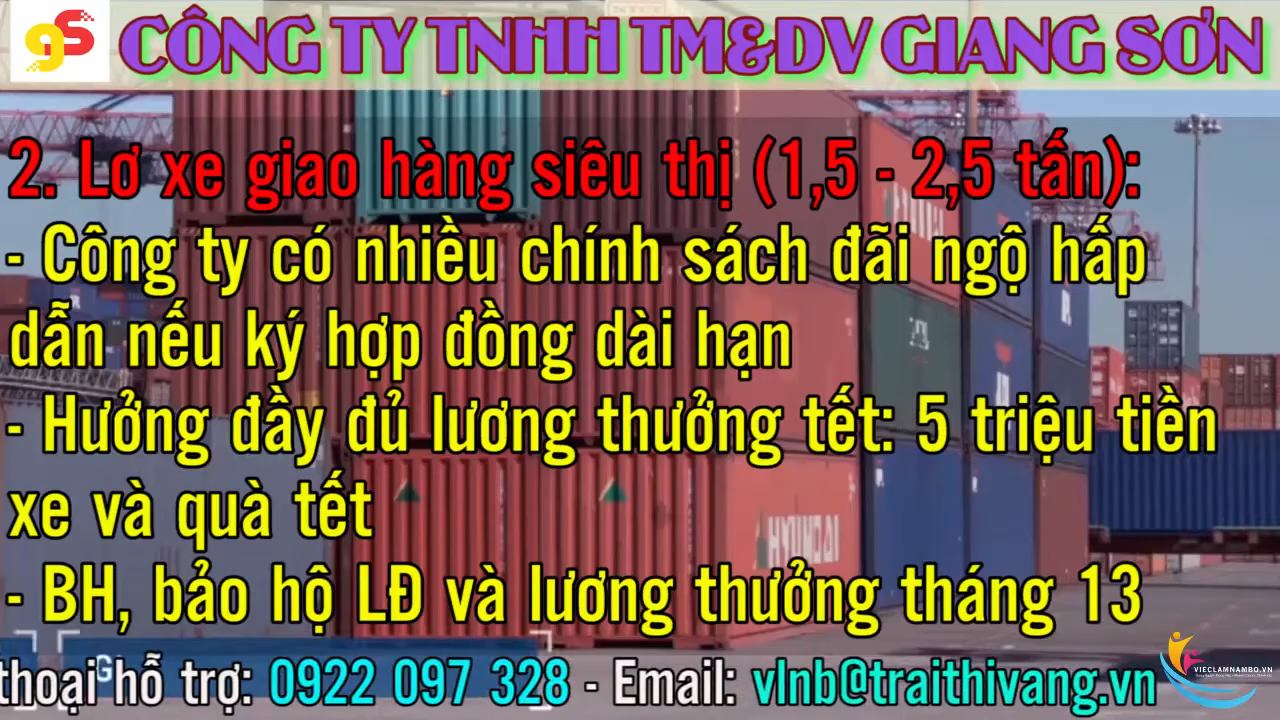 gS
CÔNG TY TNHH TM&DV GIANG SƠN
2. Lơ xe giao hàng siêu thị (1,5 - 2,5 tấn):
- Công ty có nhiều chính sách đãi ngộ hấp
dẫn nếu ký hợp đồng dài hạn
- Hưởng đầy đủ lương thưởng tết: 5 triệu tiền
xe và quà tết
- BH, bảo hộ LĐ và lương thưởng tháng 13
thoại hỗ trợ: 0922 097 328 - Email: vlnb@traithivang.vn
VIECLAMNAMBO.VN
HYUNDAI